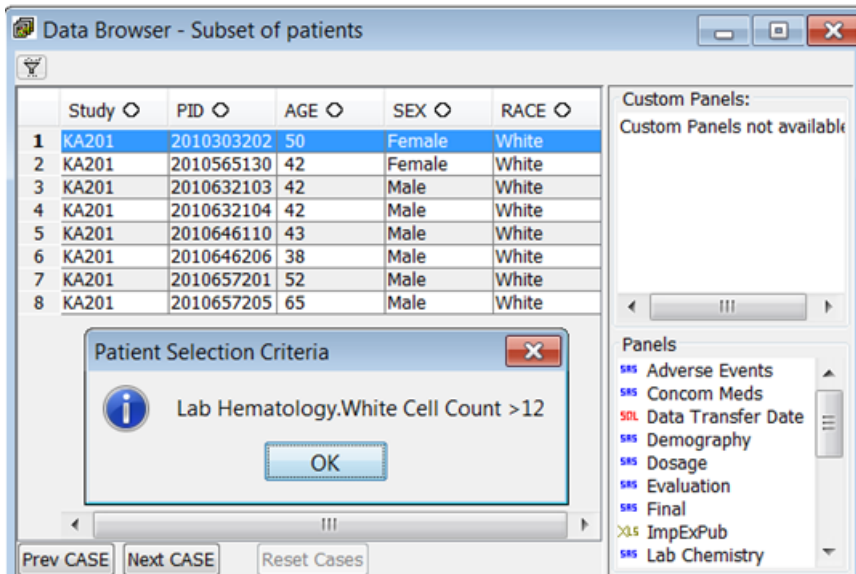 Data Browser - Subset of patients
Study PID AGE SEX RACE
1 KA201 2010303202 50 Female White
2 KA201 2010565130 42 Female White
3 KA201 2010632103 42 Male White
4 KA201 2010632104 42 Male White
5 KA201 2010646110 43 Male White
6 KA201 2010646206 38 Male White
7 KA201 2010657201 52 Male White
8 KA201 2010657205 65 Male White
Patient Selection Criteria
Lab Hematology.White Cell Count >12
OK
Prev CASE Next CASE Reset Cases
Custom Panels:
Custom Panels not available
Panels
SAS Adverse Events
SAS Concom Meds
SQL Data Transfer Date
SAS Demography
SAS Dosage
SAS Evaluation
SAS Final
XLS ImpExPub
SAS Lab Chemistry